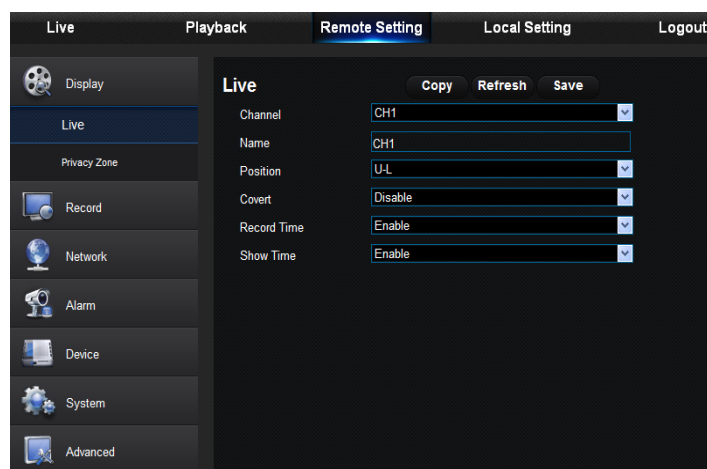 Live Playback Remote Setting Local Setting Logout
Display
Live
Privacy Zone
Record
Network
Alarm
Device
System
Advanced
Live Copy Refresh Save
Channel CH1
Name CH1
Position U-L
Covert Disable
Record Time Enable
Show Time Enable